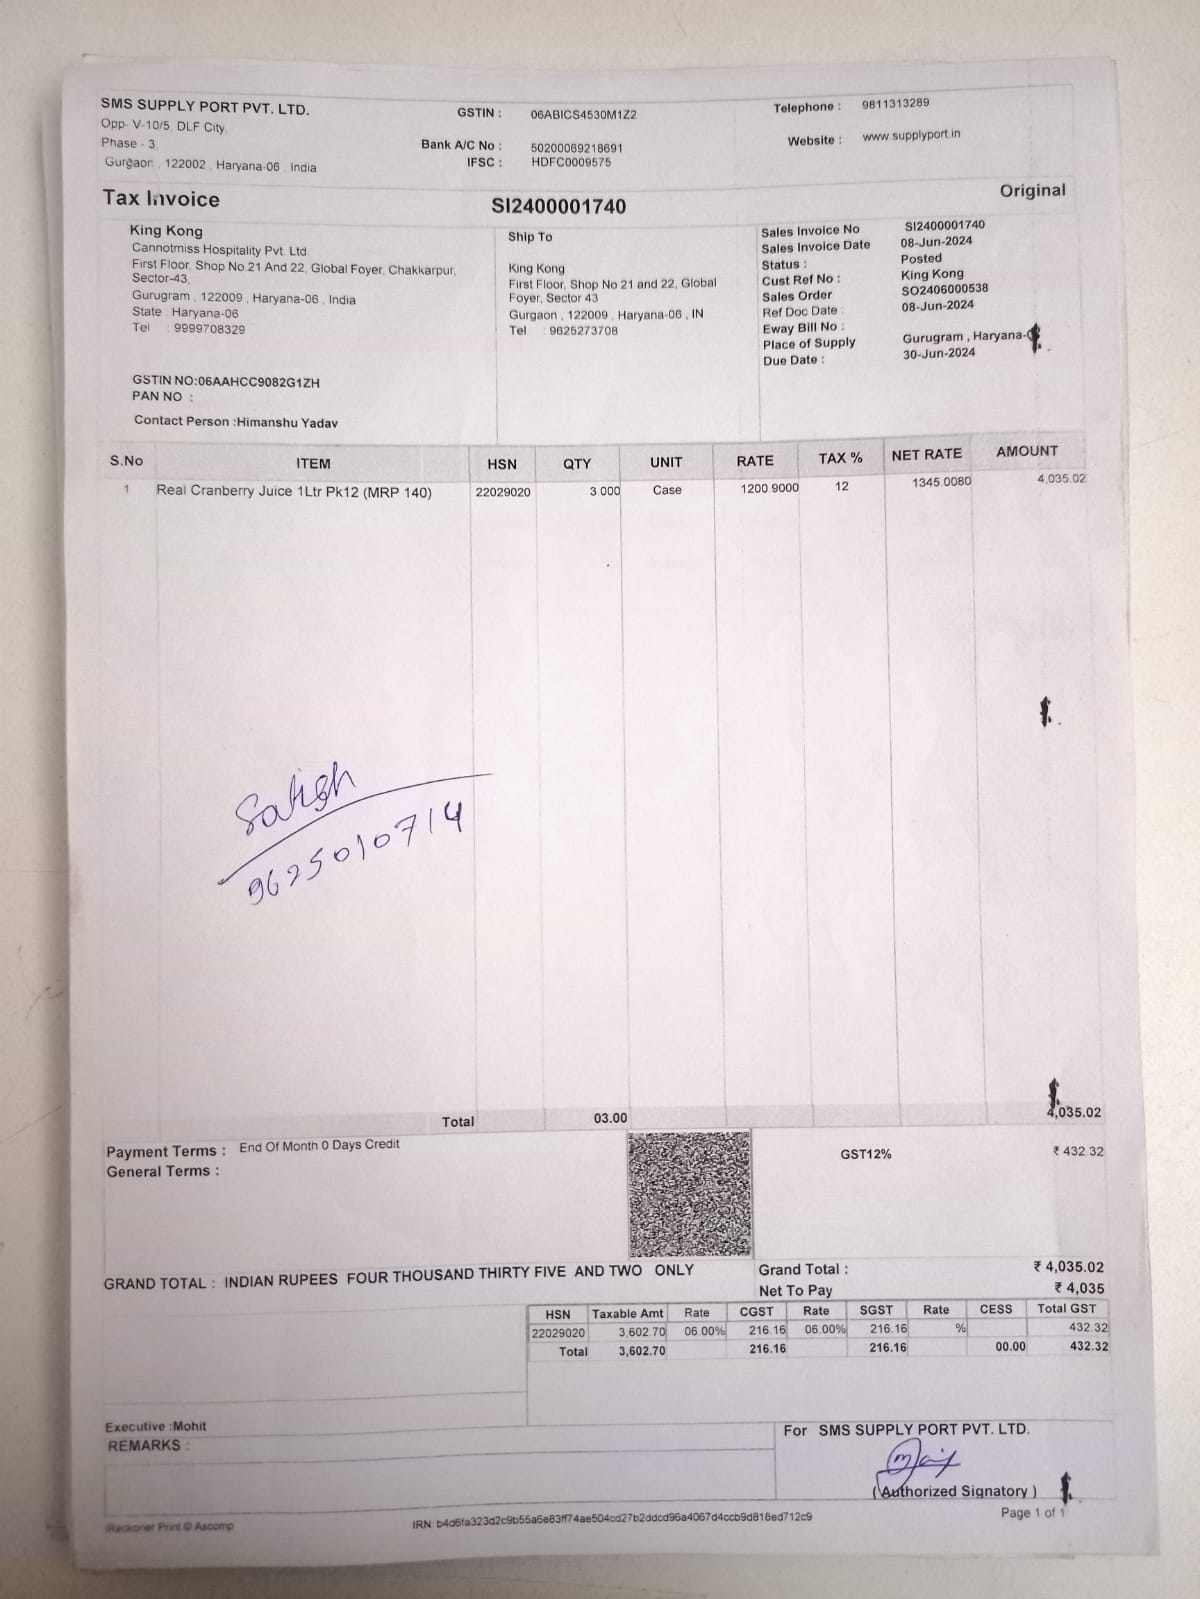 SMS SUPPLY PORT PVT. LTD.
Opp- V-10/5, DLF City,
Phase - 3,
Gurgaon , 122002 , Haryana-06 , India
GSTIN : 06ABICS4530M1Z2
Bank A/C No : 50200069218691
IFSC : HDFC0009575
Telephone : 9811313289
Website : www.supplyport.in
Tax Invoice
SI2400001740
Original
King Kong
Cannotmiss Hospitality Pvt. Ltd.
First Floor, Shop No 21 And 22, Global Foyer, Chakkarpur,
Sector-43,
Gurugram , 122009 , Haryana-06 , India
State Haryana-06
Tel : 9999708329
GSTIN NO:06AAHCC9082G1ZH
PAN NO :
Contact Person :Himanshu Yadav
Ship To
King Kong
First Floor, Shop No 21 and 22, Global
Foyer, Sector 43
Gurgaon , 122009 , Haryana-06 , IN
Tel : 9625273708
Sales Invoice No SI2400001740
Sales Invoice Date 08-Jun-2024
Status : Posted
Cust Ref No : King Kong
Sales Order SO2406000538
Ref Doc Date : 08-Jun-2024
Eway Bill No :
Place of Supply Gurugram , Haryana-
Due Date : 30-Jun-2024
S.No ITEM HSN QTY UNIT RATE TAX % NET RATE AMOUNT
1 Real Cranberry Juice 1Ltr Pk12 (MRP 140) 22029020 3.000 Case 1200.9000 12 1345.0080 4,035.02
Satish
9625010714
Total 03.00 4,035.02
Payment Terms : End Of Month 0 Days Credit
General Terms :
GST12% ₹ 432.32
GRAND TOTAL : INDIAN RUPEES FOUR THOUSAND THIRTY FIVE AND TWO ONLY
Grand Total : ₹ 4,035.02
Net To Pay ₹ 4,035
HSN Taxable Amt Rate CGST Rate SGST Rate CESS Total GST
22029020 3,602.70 06.00% 216.16 06.00% 216.16 % 432.32
Total 3,602.70 216.16 216.16 00.00 432.32
Executive :Mohit
REMARKS :
For SMS SUPPLY PORT PVT. LTD.
(Authorized Signatory )
Page 1 of 1
iReckoner Print © Ascomp
IRN b4d6fa323d2c9b55a6e83ff74ae504cd27b2ddcd96a4067d4ccb9d818ed712c9